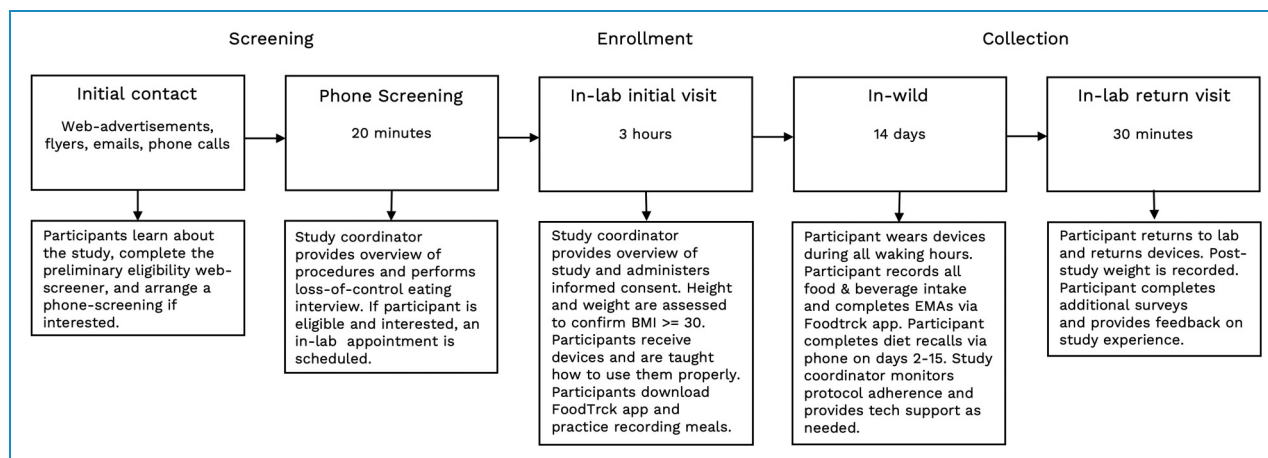 Screening
Enrollment
Collection
Initial contact
Web-advertisements,
flyers, emails, phone calls
Phone Screening
20 minutes
In-lab initial visit
3 hours
In-wild
14 days
In-lab return visit
30 minutes
Participants learn about
the study, complete the
preliminary eligibility web-
screener, and arrange a
phone-screening if
interested.
Study coordinator
provides overview of
procedures and performs
loss-of-control eating
interview. If participant is
eligible and interested, an
in-lab appointment is
scheduled.
Study coordinator
provides overview of
study and administers
informed consent. Height
and weight are assessed
to confirm BMI >= 30.
Participants receive
devices and are taught
how to use them properly.
Participants download
FoodTrck app and
practice recording meals.
Participant wears devices
during all waking hours.
Participant records all
food & beverage intake
and completes EMAs via
Foodtrck app. Participant
completes diet recalls via
phone on days 2-15. Study
coordinator monitors
protocol adherence and
provides tech support as
needed.
Participant returns to lab
and returns devices. Post-
study weight is recorded.
Participant completes
additional surveys
and provides feedback on
study experience.